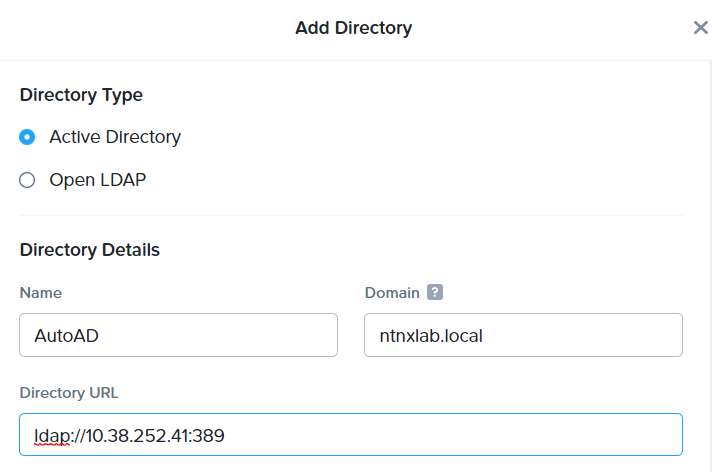 Add Directory
Directory Type
Active Directory
Open LDAP
Directory Details
Name Domain ?
AutoAD ntnxlab.local
Directory URL
ldap://10.38.252.41:389